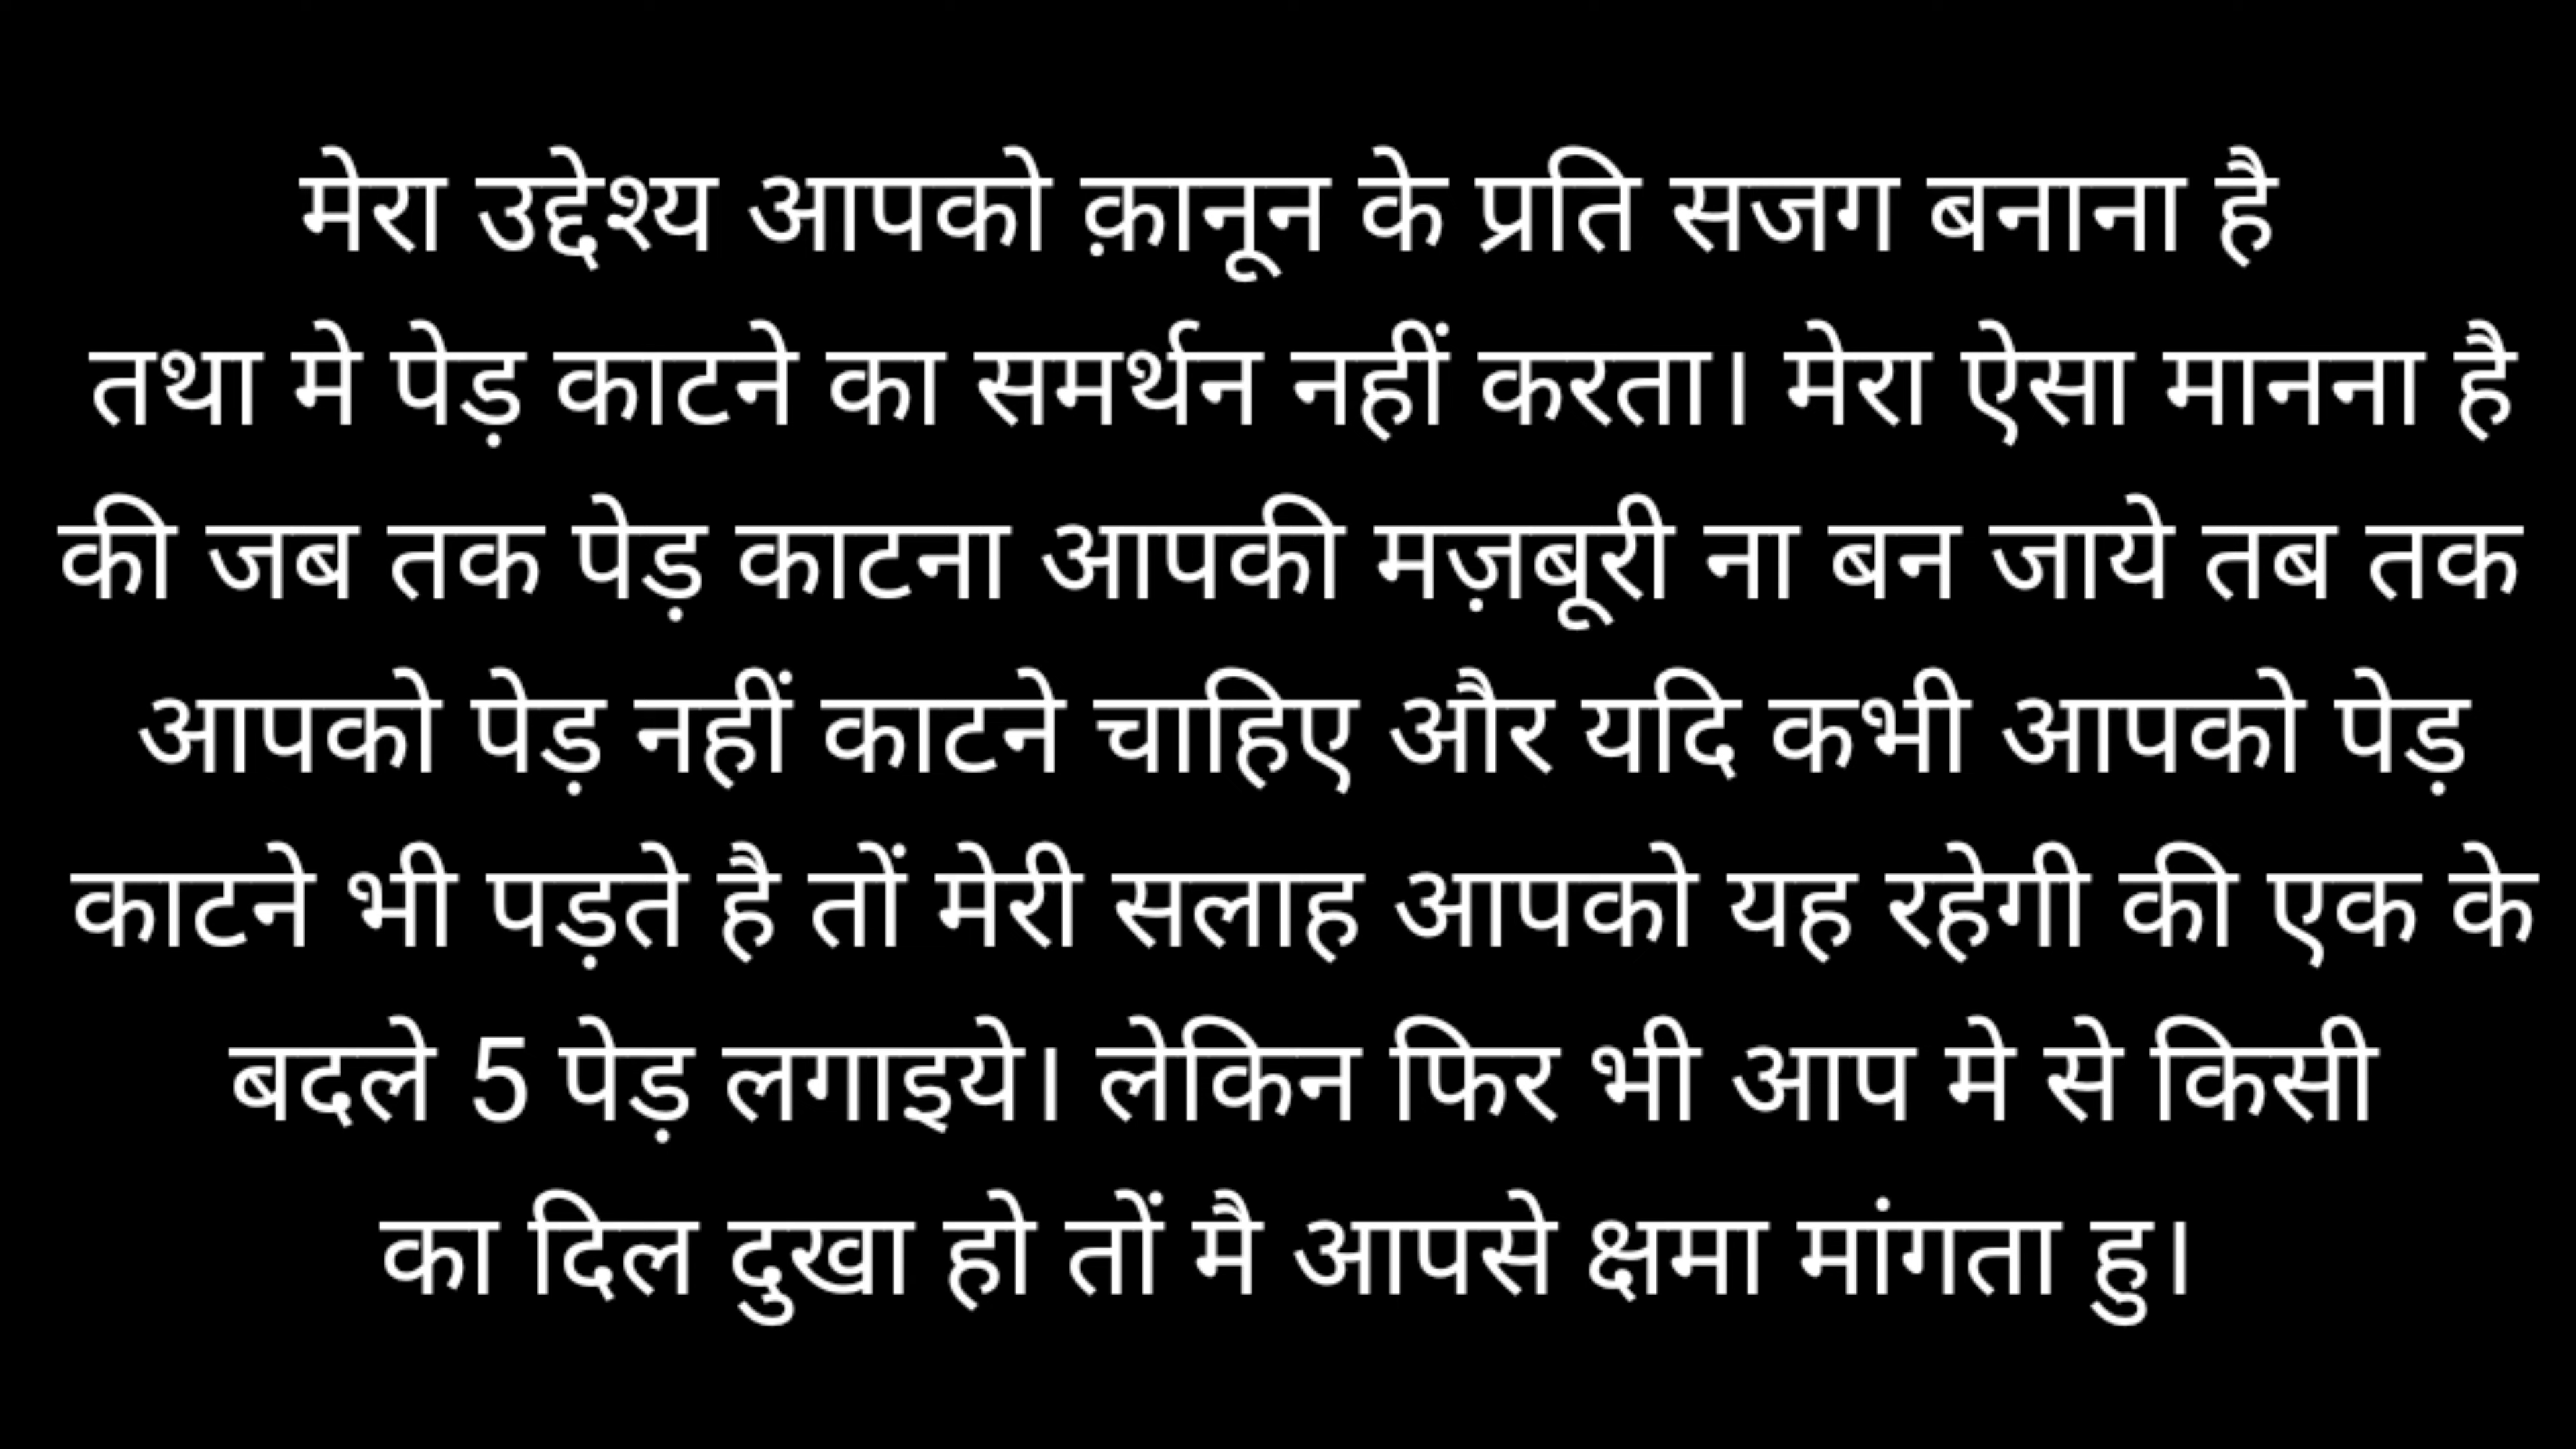 मेरा उद्देश्य आपको क़ानून के प्रति सजग बनाना है
तथा मे पेड़ काटने का समर्थन नहीं करता। मेरा ऐसा मानना है
की जब तक पेड़ काटना आपकी मज़बूरी ना बन जाये तब तक
आपको पेड़ नहीं काटने चाहिए और यदि कभी आपको पेड़
काटने भी पड़ते है तों मेरी सलाह आपको यह रहेगी की एक के
बदले 5 पेड़ लगाइये। लेकिन फिर भी आप मे से किसी
का दिल दुखा हो तों मै आपसे क्षमा मांगता हु।